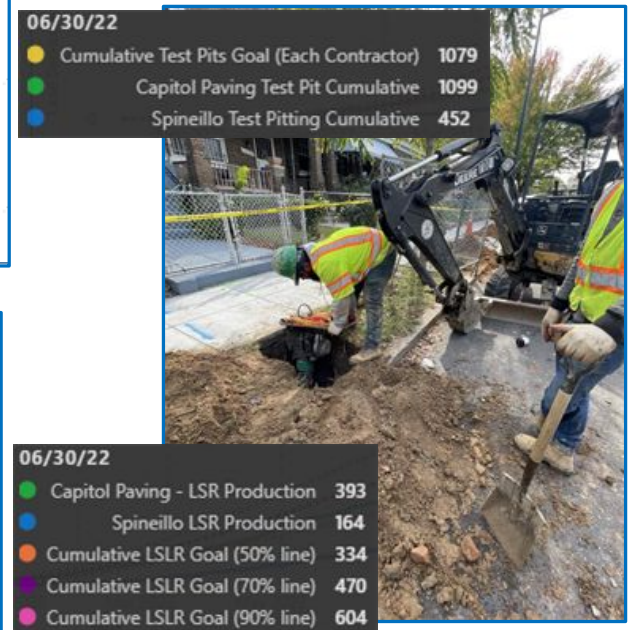 06/30/22
Cumulative Test Pits Goal (Each Contractor) 1079
Capitol Paving Test Pit Cumulative 1099
Spineillo Test Pitting Cumulative 452
DEERE
06/30/22
Capitol Paving - LSR Production 393
Spineillo LSR Production 164
Cumulative LSLR Goal (50% line) 334
Cumulative LSLR Goal (70% line) 470
Cumulative LSLR Goal (90% line) 604